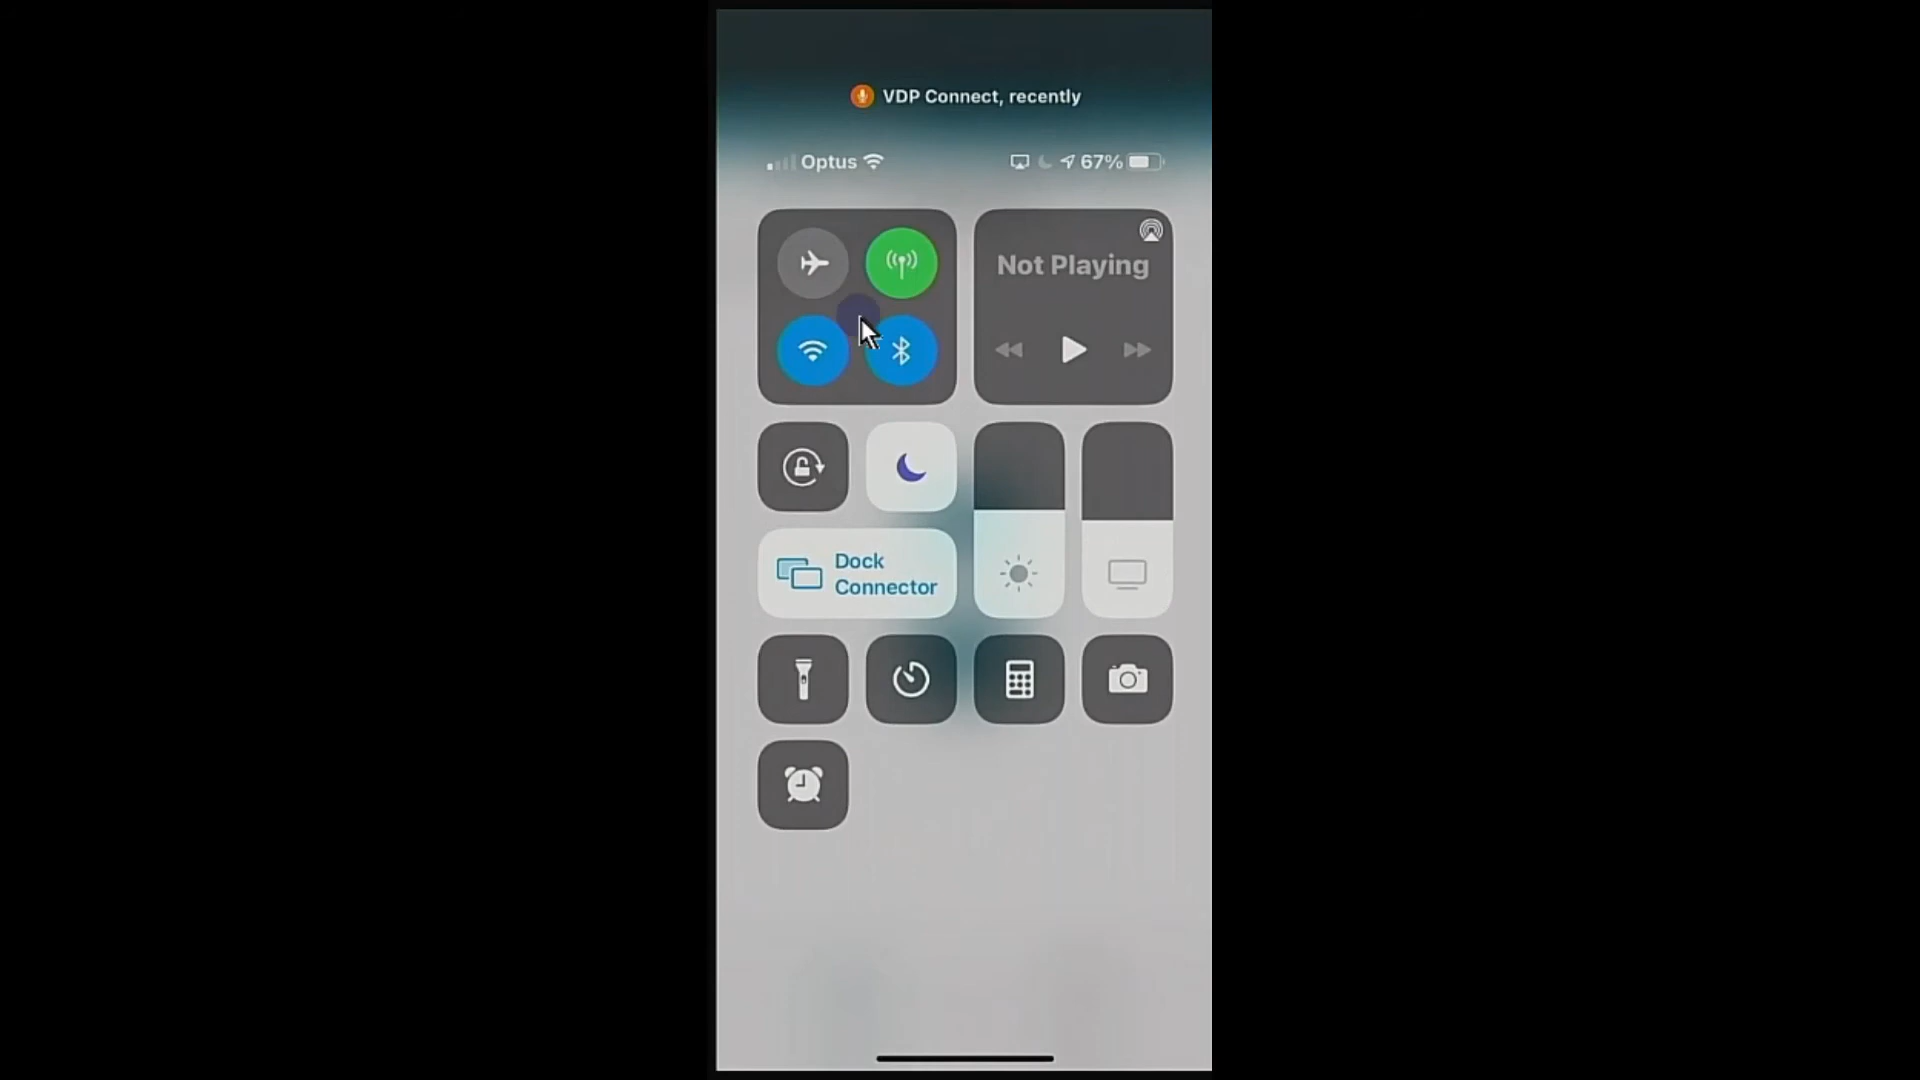 VDP Connect, recently
Optus
67%
Not Playing
Dock
Connector